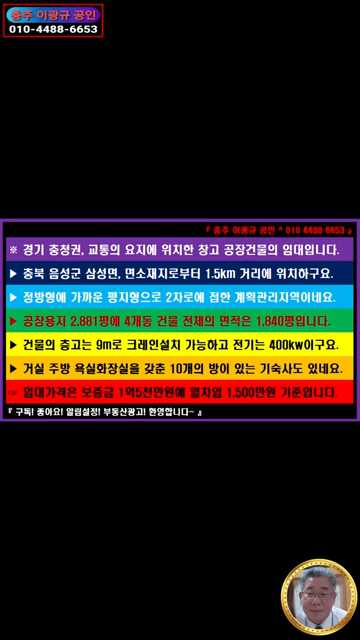 충주 이광규 공인
010-4488-6653
『 충주 이광규 공인 * 010 4488 6653 』
※ 경기 충청권, 교통의 요지에 위치한 창고 공장건물의 임대입니다.
▶ 충북 음성군 삼성면, 면소재지로부터 1.5km 거리에 위치하구요.
▶ 정방형에 가까운 평지형으로 2차로에 접한 계획관리지역이네요.
▶ 공장용지 2,881평에 4개동 건물 전체의 면적은 1,840평입니다.
▶ 건물의 층고는 9m로 크레인설치 가능하고 전기는 400kw이구요.
▶ 거실 주방 욕실화장실을 갖춘 10개의 방이 있는 기숙사도 있네요.
☞ 임대가격은 보증금 1억5천만원에 월차임 1,500만원 기준입니다.
『 구독! 좋아요! 알림설정! 부동산광고! 환영합니다~ 』